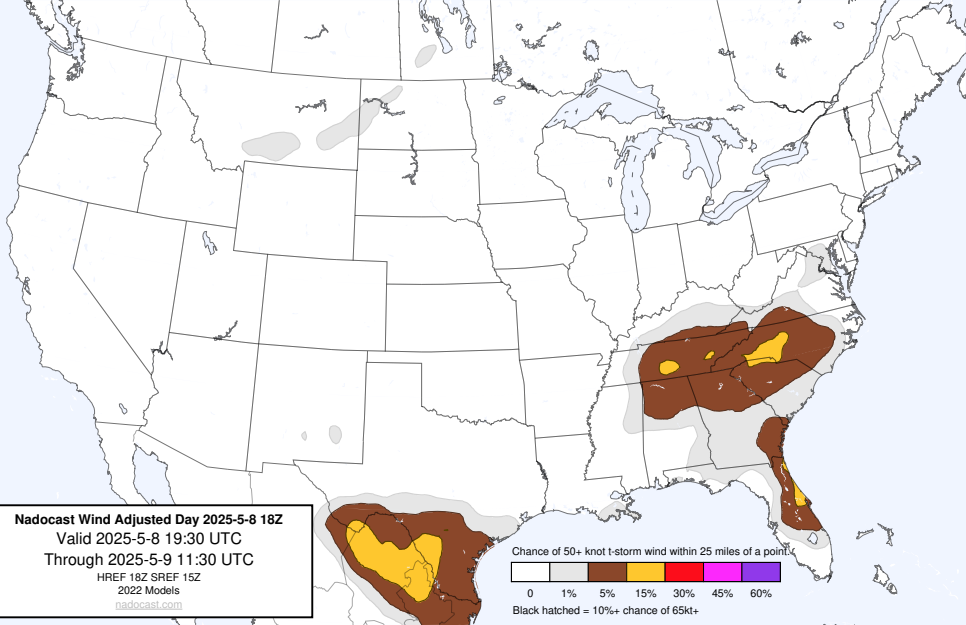 Nadocast Wind Adjusted Day 2025-5-8 18Z
Valid 2025-5-8 19:30 UTC
Through 2025-5-9 11:30 UTC
HREF 18Z SREF 15Z
2022 Models
nadocast.com
Chance of 50+ knot t-storm wind within 25 miles of a point.
0 1% 5% 15% 30% 45% 60%
Black hatched = 10%+ chance of 65kt+